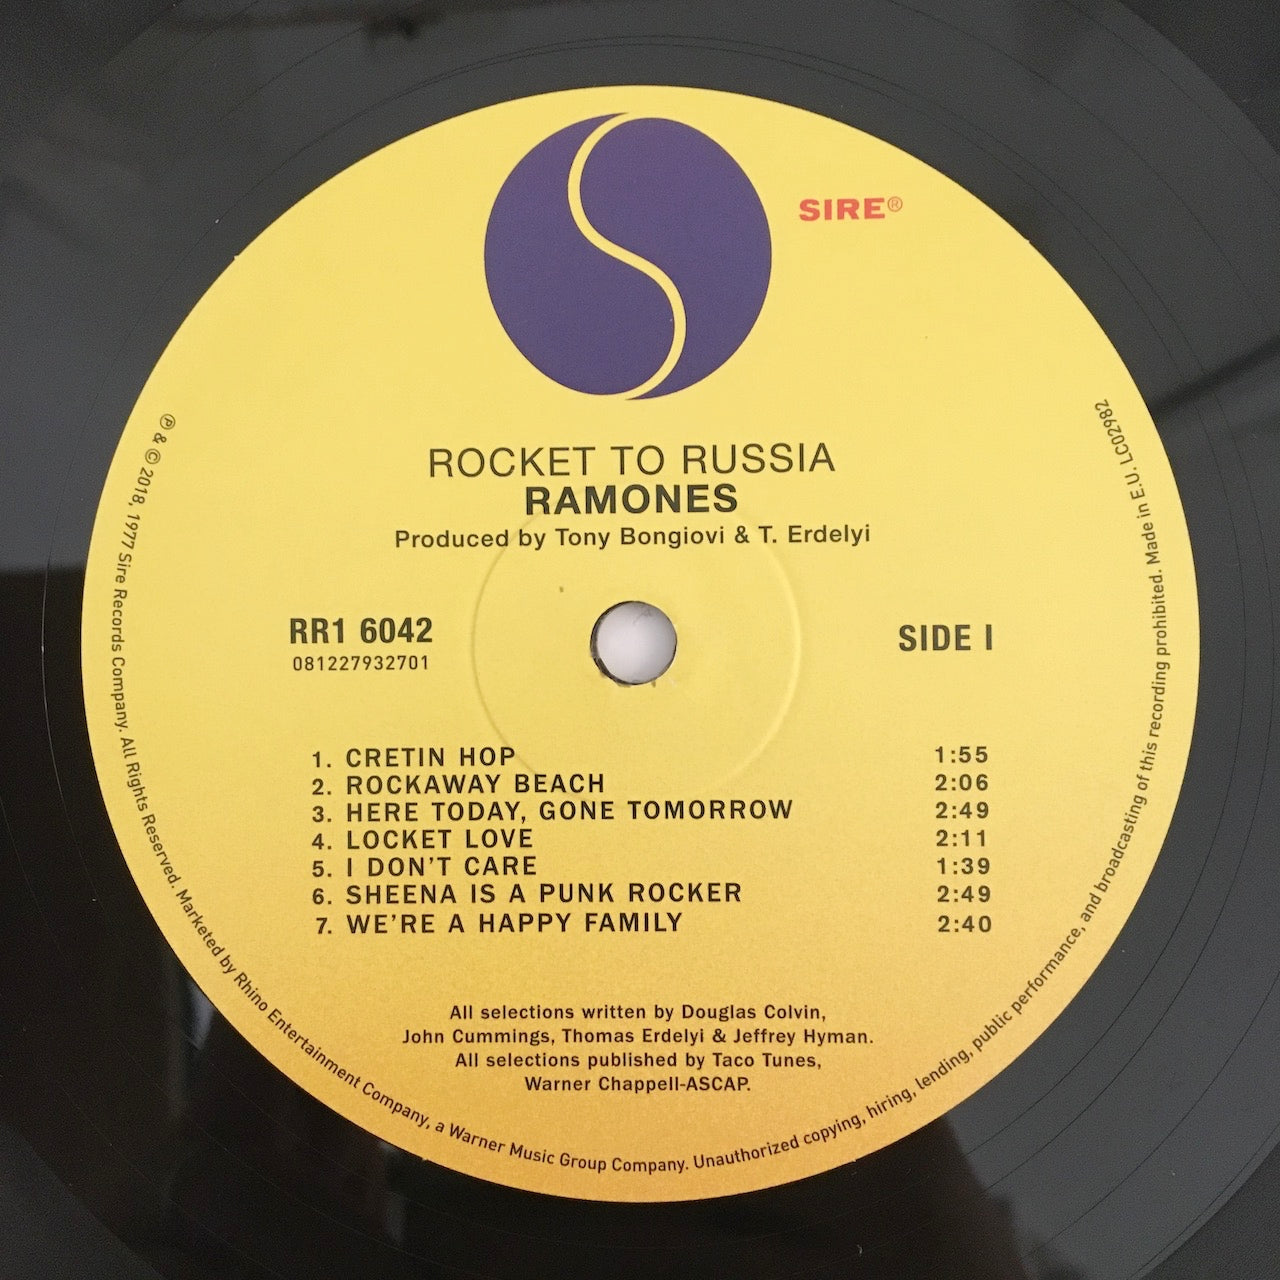 SIRE®
ROCKET TO RUSSIA
RAMONES
Produced by Tony Bongiovi & T. Erdelyi
RR1 6042
081227932701
SIDE I
1. CRETIN HOP 1:55
2. ROCKAWAY BEACH 2:06
3. HERE TODAY, GONE TOMORROW 2:49
4. LOCKET LOVE 2:11
5. I DON'T CARE 1:39
6. SHEENA IS A PUNK ROCKER 2:49
7. WE'RE A HAPPY FAMILY 2:40
All selections written by Douglas Colvin,
John Cummings, Thomas Erdelyi & Jeffrey Hyman.
All selections published by Taco Tunes,
Warner Chappell-ASCAP.
℗ & © 2018, 1977 Sire Records Company. All Rights Reserved. Marketed by Rhino Entertainment Company, a Warner Music Group Company. Unauthorized copying, hiring, lending, public performance, and broadcasting of this recording prohibited. Made in E.U. LC02982